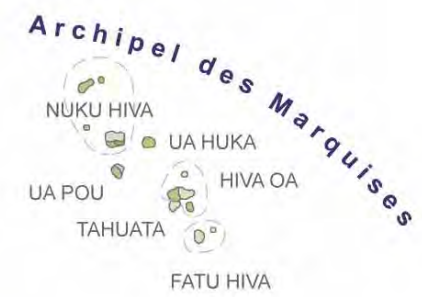 Archipel des Marquises
NUKU HIVA
UA HUKA
HIVA OA
UA POU
TAHUATA
FATU HIVA